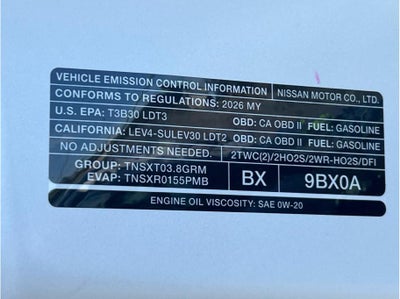 VEHICLE EMISSION CONTROL INFORMATION NISSAN MOTOR CO., LTD.
CONFORMS TO REGULATIONS: 2026 MY
U.S. EPA: T3B30 LDT3 OBD: CA OBD II FUEL: GASOLINE
CALIFORNIA: LEV4-SULEV30 LDT2 OBD: CA OBD II FUEL: GASOLINE
NO ADJUSTMENTS NEEDED. 2TWC(2)/2HO2S/2WR-HO2S/DFI
GROUP: TNSXT03.8GRM
EVAP: TNSXR0155PMB BX 9BX0A
ENGINE OIL VISCOSITY: SAE 0W-20